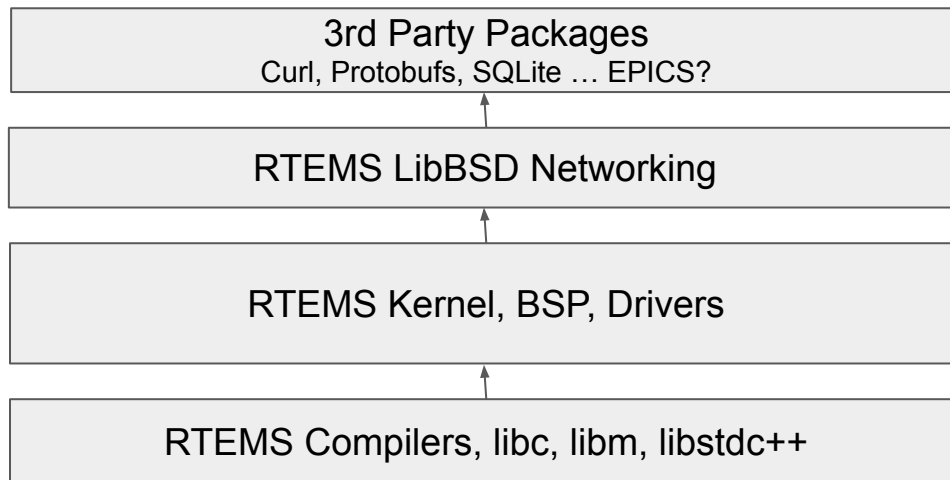 3rd Party Packages
Curl, Protobufs, SQLite … EPICS?
RTEMS LibBSD Networking
RTEMS Kernel, BSP, Drivers
RTEMS Compilers, libc, libm, libstdc++